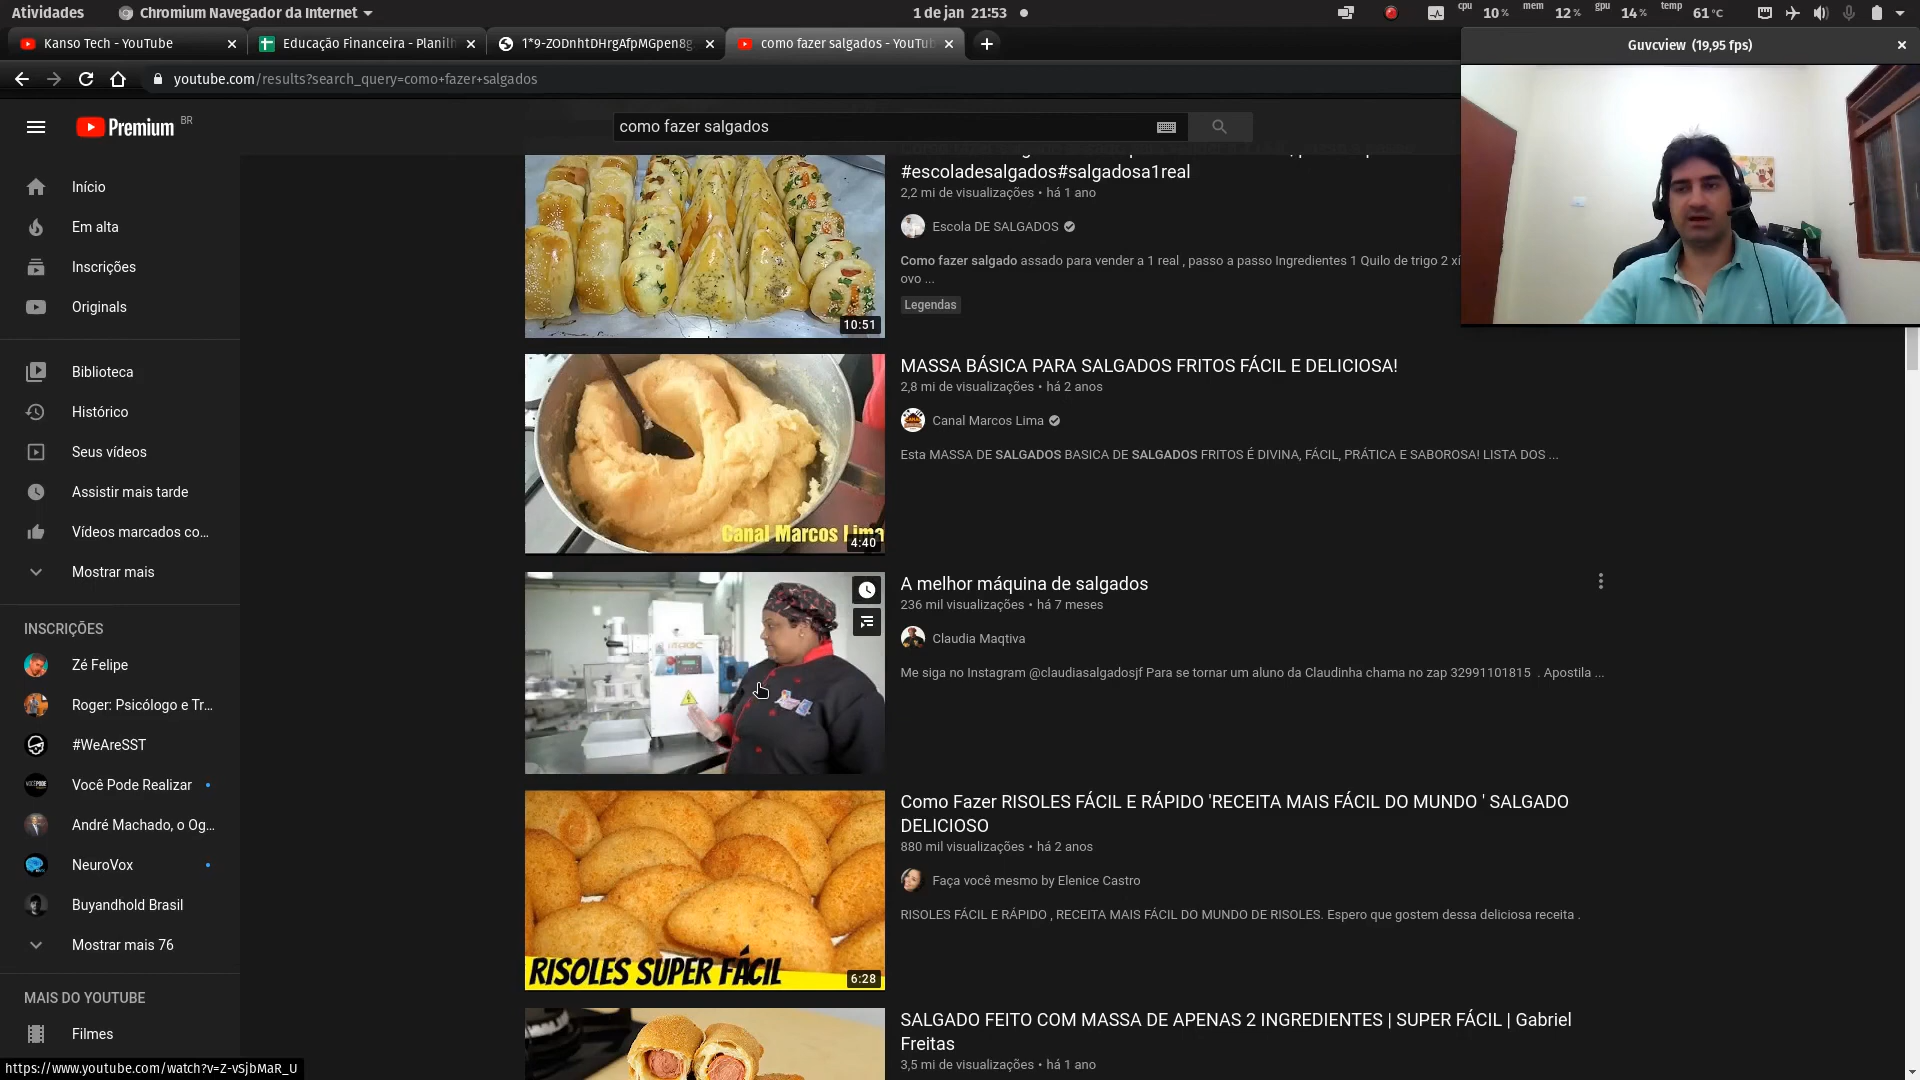 Atividades
Chromium Navegador da Internet
1 de jan 21:53
cpu 10 % mem 12 % gpu 14 % temp 61 °C
Kanso Tech - YouTube
Educação Financeira - Planilh
1*9-ZODnhtDHrgAfpMGpen8g
como fazer salgados - YouTub
Guvcview (19,95 fps)
youtube.com/results?search_query=como+fazer+salgados
Premium BR
como fazer salgados
Início
Em alta
Inscrições
Originals
Biblioteca
Histórico
Seus vídeos
Assistir mais tarde
Vídeos marcados co...
Mostrar mais
INSCRIÇÕES
Zé Felipe
Roger: Psicólogo e Tr...
#WeAreSST
Você Pode Realizar
André Machado, o Og...
NeuroVox
Buyandhold Brasil
Mostrar mais 76
MAIS DO YOUTUBE
Filmes
https://www.youtube.com/watch?v=Z-vSjbMaR_U
10:51
#escoladesalgados#salgadosa1real
2,2 mi de visualizações • há 1 ano
Escola DE SALGADOS
Como fazer salgado assado para vender a 1 real , passo a passo Ingredientes 1 Quilo de trigo 2 xí
ovo ...
Legendas
Canal Marcos Lima
4:40
MASSA BÁSICA PARA SALGADOS FRITOS FÁCIL E DELICIOSA!
2,8 mi de visualizações • há 2 anos
Canal Marcos Lima
Esta MASSA DE SALGADOS BASICA DE SALGADOS FRITOS É DIVINA, FÁCIL, PRÁTICA E SABOROSA! LISTA DOS ...
A melhor máquina de salgados
236 mil visualizações • há 7 meses
Claudia Maqtiva
Me siga no Instagram @claudiasalgadosjf Para se tornar um aluno da Claudinha chama no zap 32991101815 . Apostila ...
RISOLES SUPER FÁCIL
6:28
Como Fazer RISOLES FÁCIL E RÁPIDO 'RECEITA MAIS FÁCIL DO MUNDO ' SALGADO
DELICIOSO
880 mil visualizações • há 2 anos
Faça você mesmo by Elenice Castro
RISOLES FÁCIL E RÁPIDO , RECEITA MAIS FÁCIL DO MUNDO DE RISOLES. Espero que gostem dessa deliciosa receita .
SALGADO FEITO COM MASSA DE APENAS 2 INGREDIENTES | SUPER FÁCIL | Gabriel
Freitas
3,5 mi de visualizações • há 1 ano